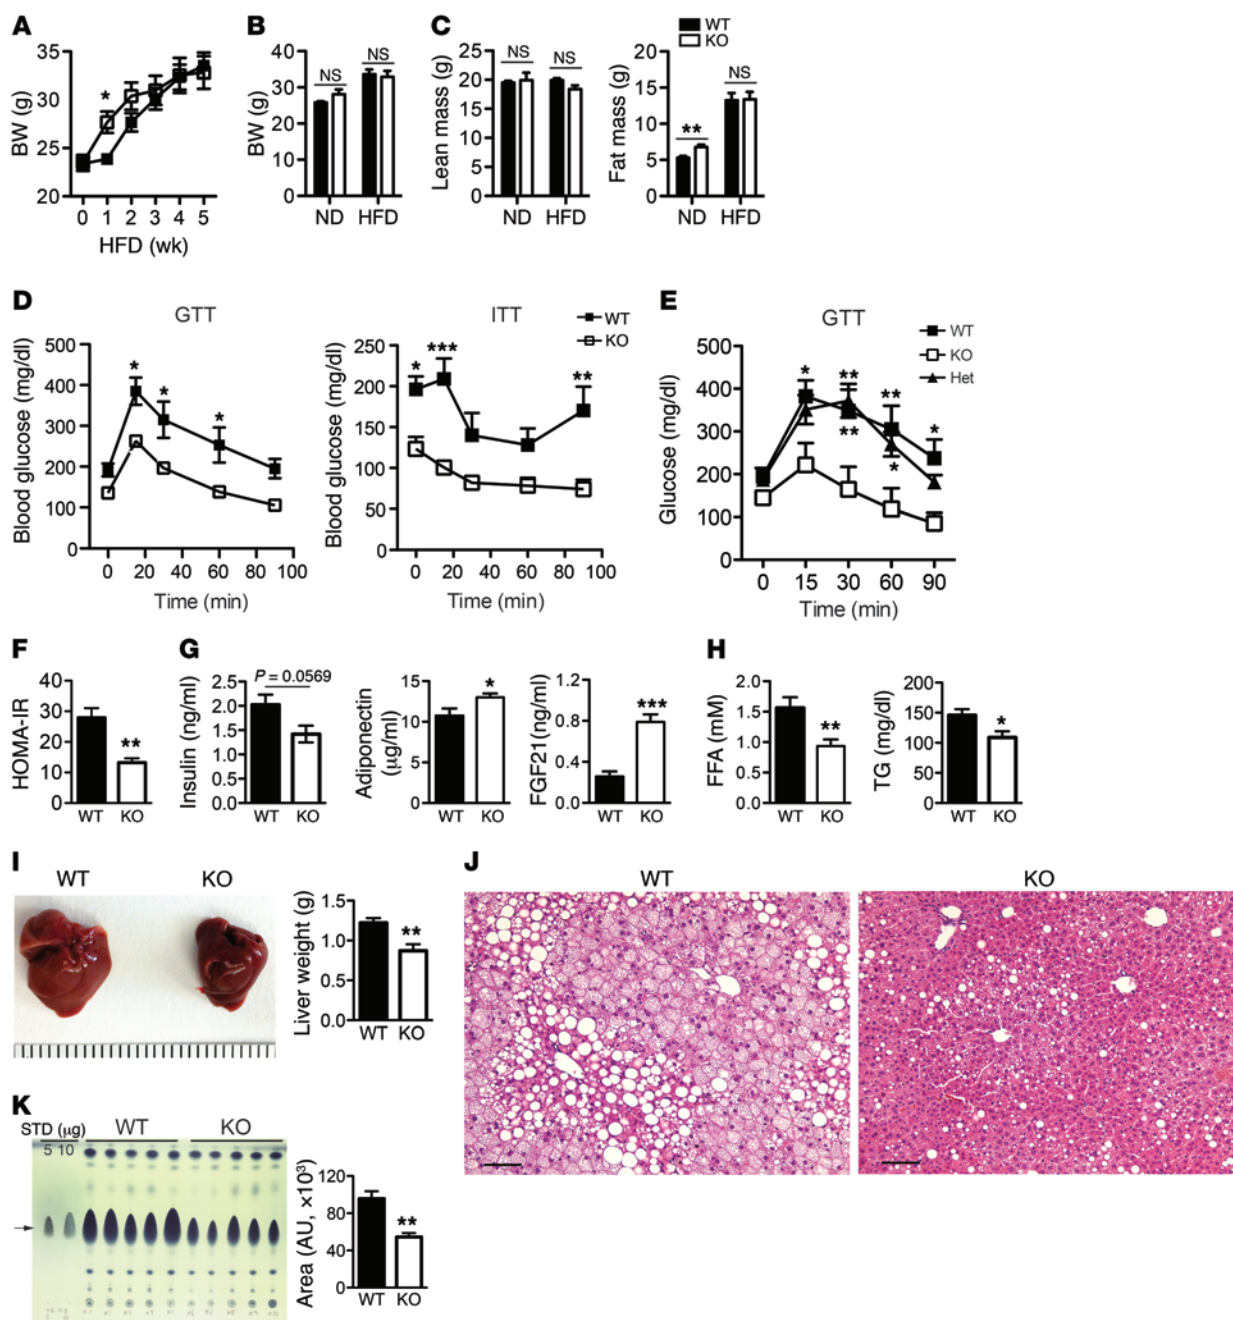 A
BW (g)
35
30
25
20
0 1 2 3 4 5
HFD (wk)
*
B
BW (g)
40
30
20
10
0
NS NS
ND HFD
C
Lean mass (g)
25
20
15
10
5
0
NS NS
ND HFD
WT
KO
Fat mass (g)
20
15
10
5
0
** NS
ND HFD
D
GTT
Blood glucose (mg/dl)
500
400
300
200
100
0
* * *
0 20 40 60 80 100
Time (min)
ITT
WT
KO
Blood glucose (mg/dl)
250
200
150
100
50
0
* *** **
0 20 40 60 80 100
Time (min)
E
GTT
WT
KO
Het
Glucose (mg/dl)
500
400
300
200
100
0
* ** ** *
** *
0 15 30 60 90
Time (min)
F
HOMA-IR
40
30
20
10
0
**
WT KO
G
Insulin (ng/ml)
2.5
2.0
1.5
1.0
0.5
0.0
P = 0.0569
WT KO
Adiponectin
(μg/ml)
15
10
5
0
*
WT KO
FGF21(ng/ml)
1.2
0.8
0.4
0.0
***
WT KO
H
FFA (mM)
2.0
1.5
1.0
0.5
0.0
**
WT KO
TG (mg/dl)
200
150
100
50
0
*
WT KO
I
WT KO
Liver weight (g)
1.5
1.0
0.5
0.0
**
WT KO
J
WT KO
K
STD (μg) WT KO
5 10
Area (AU, ×10³)
120
80
40
0
**
WT KO